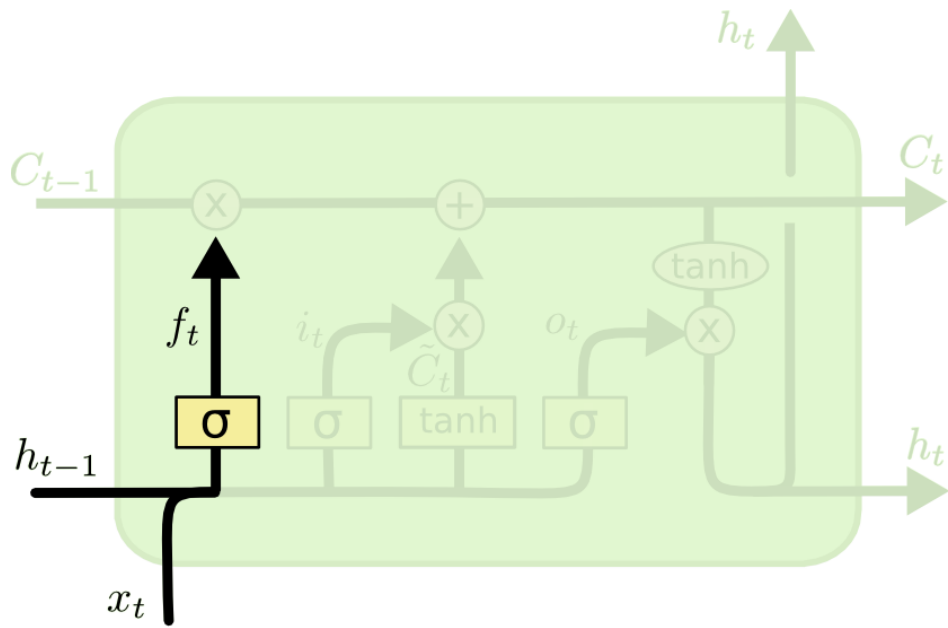 h_t
C_{t-1}
C_t
x
+
tanh
f_t
i_t
x
o_t
x
C̃_t
σ
σ
tanh
σ
h_{t-1}
h_t
x_t